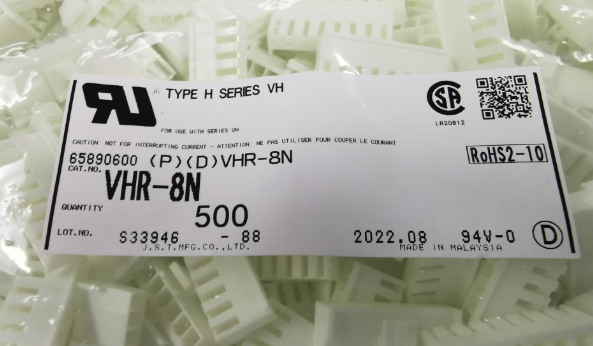 TYPE H SERIES VH
FOR USE WITH SERIES VH
LR20812
CAUTION: NOT FOR INTERRUPTING CURRENT - ATTENTION: NE PAS UTILISER POUR COUPER LE COURANT
65890600 (P)(D)VHR-8N
RoHS2-10
CAT.NO. VHR-8N
QUANTITY 500
LOT.NO. S33946 - 88 2022.08 94V-0 D
J.S.T.MFG.CO.,LTD. MADE IN MALAYSIA